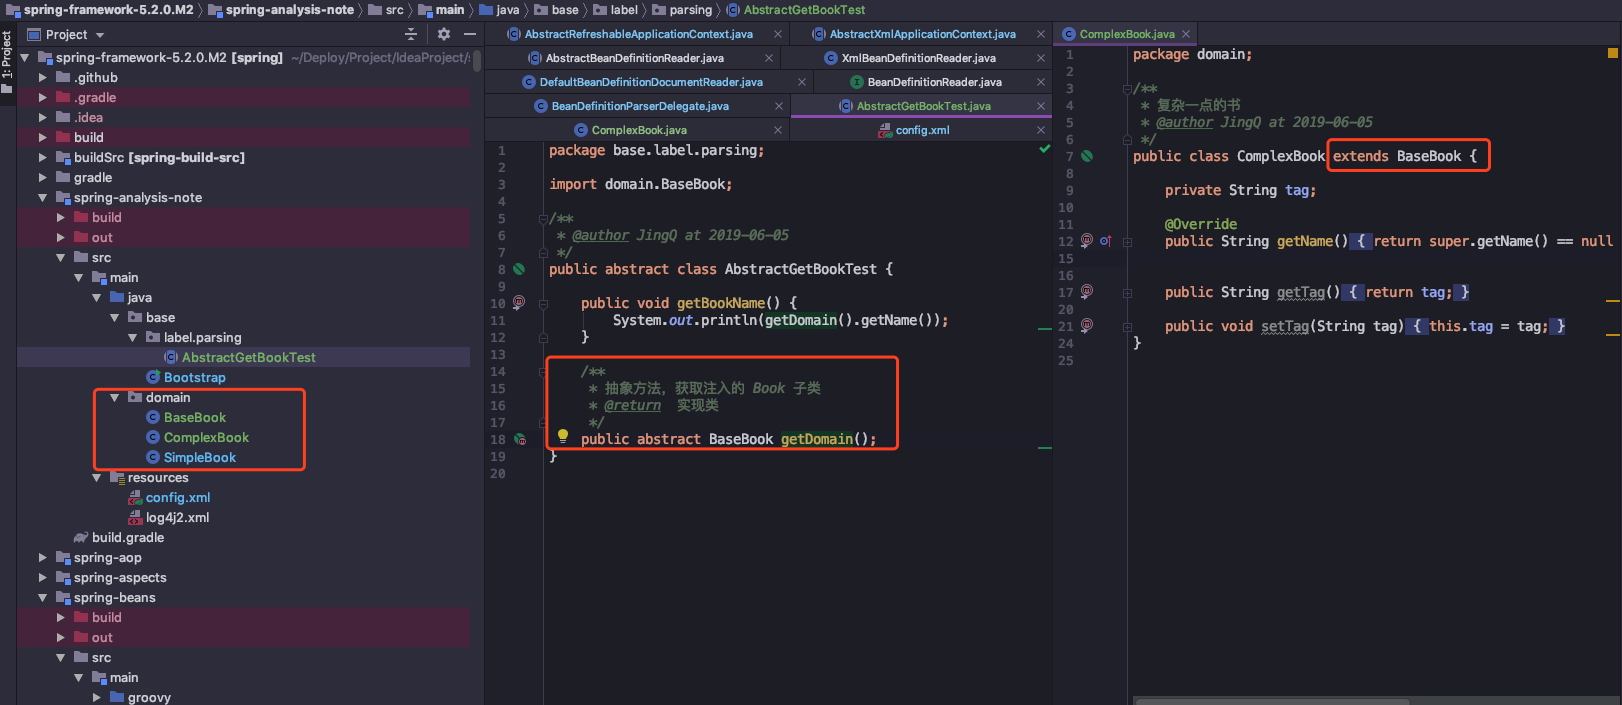 spring-framework-5.2.0.M2 〉 spring-analysis-note 〉 src 〉 main 〉 java 〉 base 〉 label 〉 parsing 〉 AbstractGetBookTest
1: Project
Project
spring-framework-5.2.0.M2 [spring] ~/Deploy/Project/IdeaProject/s
.github
.gradle
.idea
build
buildSrc [spring-build-src]
gradle
spring-analysis-note
build
out
src
main
java
base
label.parsing
AbstractGetBookTest
Bootstrap
domain
BaseBook
ComplexBook
SimpleBook
resources
config.xml
log4j2.xml
build.gradle
spring-aop
spring-aspects
spring-beans
build
out
src
main
groovy
AbstractRefreshableApplicationContext.java
AbstractXmlApplicationContext.java
AbstractBeanDefinitionReader.java
XmlBeanDefinitionReader.java
DefaultBeanDefinitionDocumentReader.java
BeanDefinitionReader.java
BeanDefinitionParserDelegate.java
AbstractGetBookTest.java
ComplexBook.java
config.xml
1 package base.label.parsing;
2
3 import domain.BaseBook;
4
5 /**
6 * @author JingQ at 2019-06-05
7 */
8 public abstract class AbstractGetBookTest {
9
10 public void getBookName() {
11 System.out.println(getDomain().getName());
12 }
13
14 /**
15 * 抽象方法，获取注入的 Book 子类
16 * @return 实现类
17 */
18 public abstract BaseBook getDomain();
19 }
20
ComplexBook.java
1 package domain;
2
3 /**
4 * 复杂一点的书
5 * @author JingQ at 2019-06-05
6 */
7 public class ComplexBook extends BaseBook {
8
9 private String tag;
10
11 @Override
12 public String getName() { return super.getName() == null
15
16
17 public String getTag() { return tag; }
20
21 public void setTag(String tag) { this.tag = tag; }
24 }
25